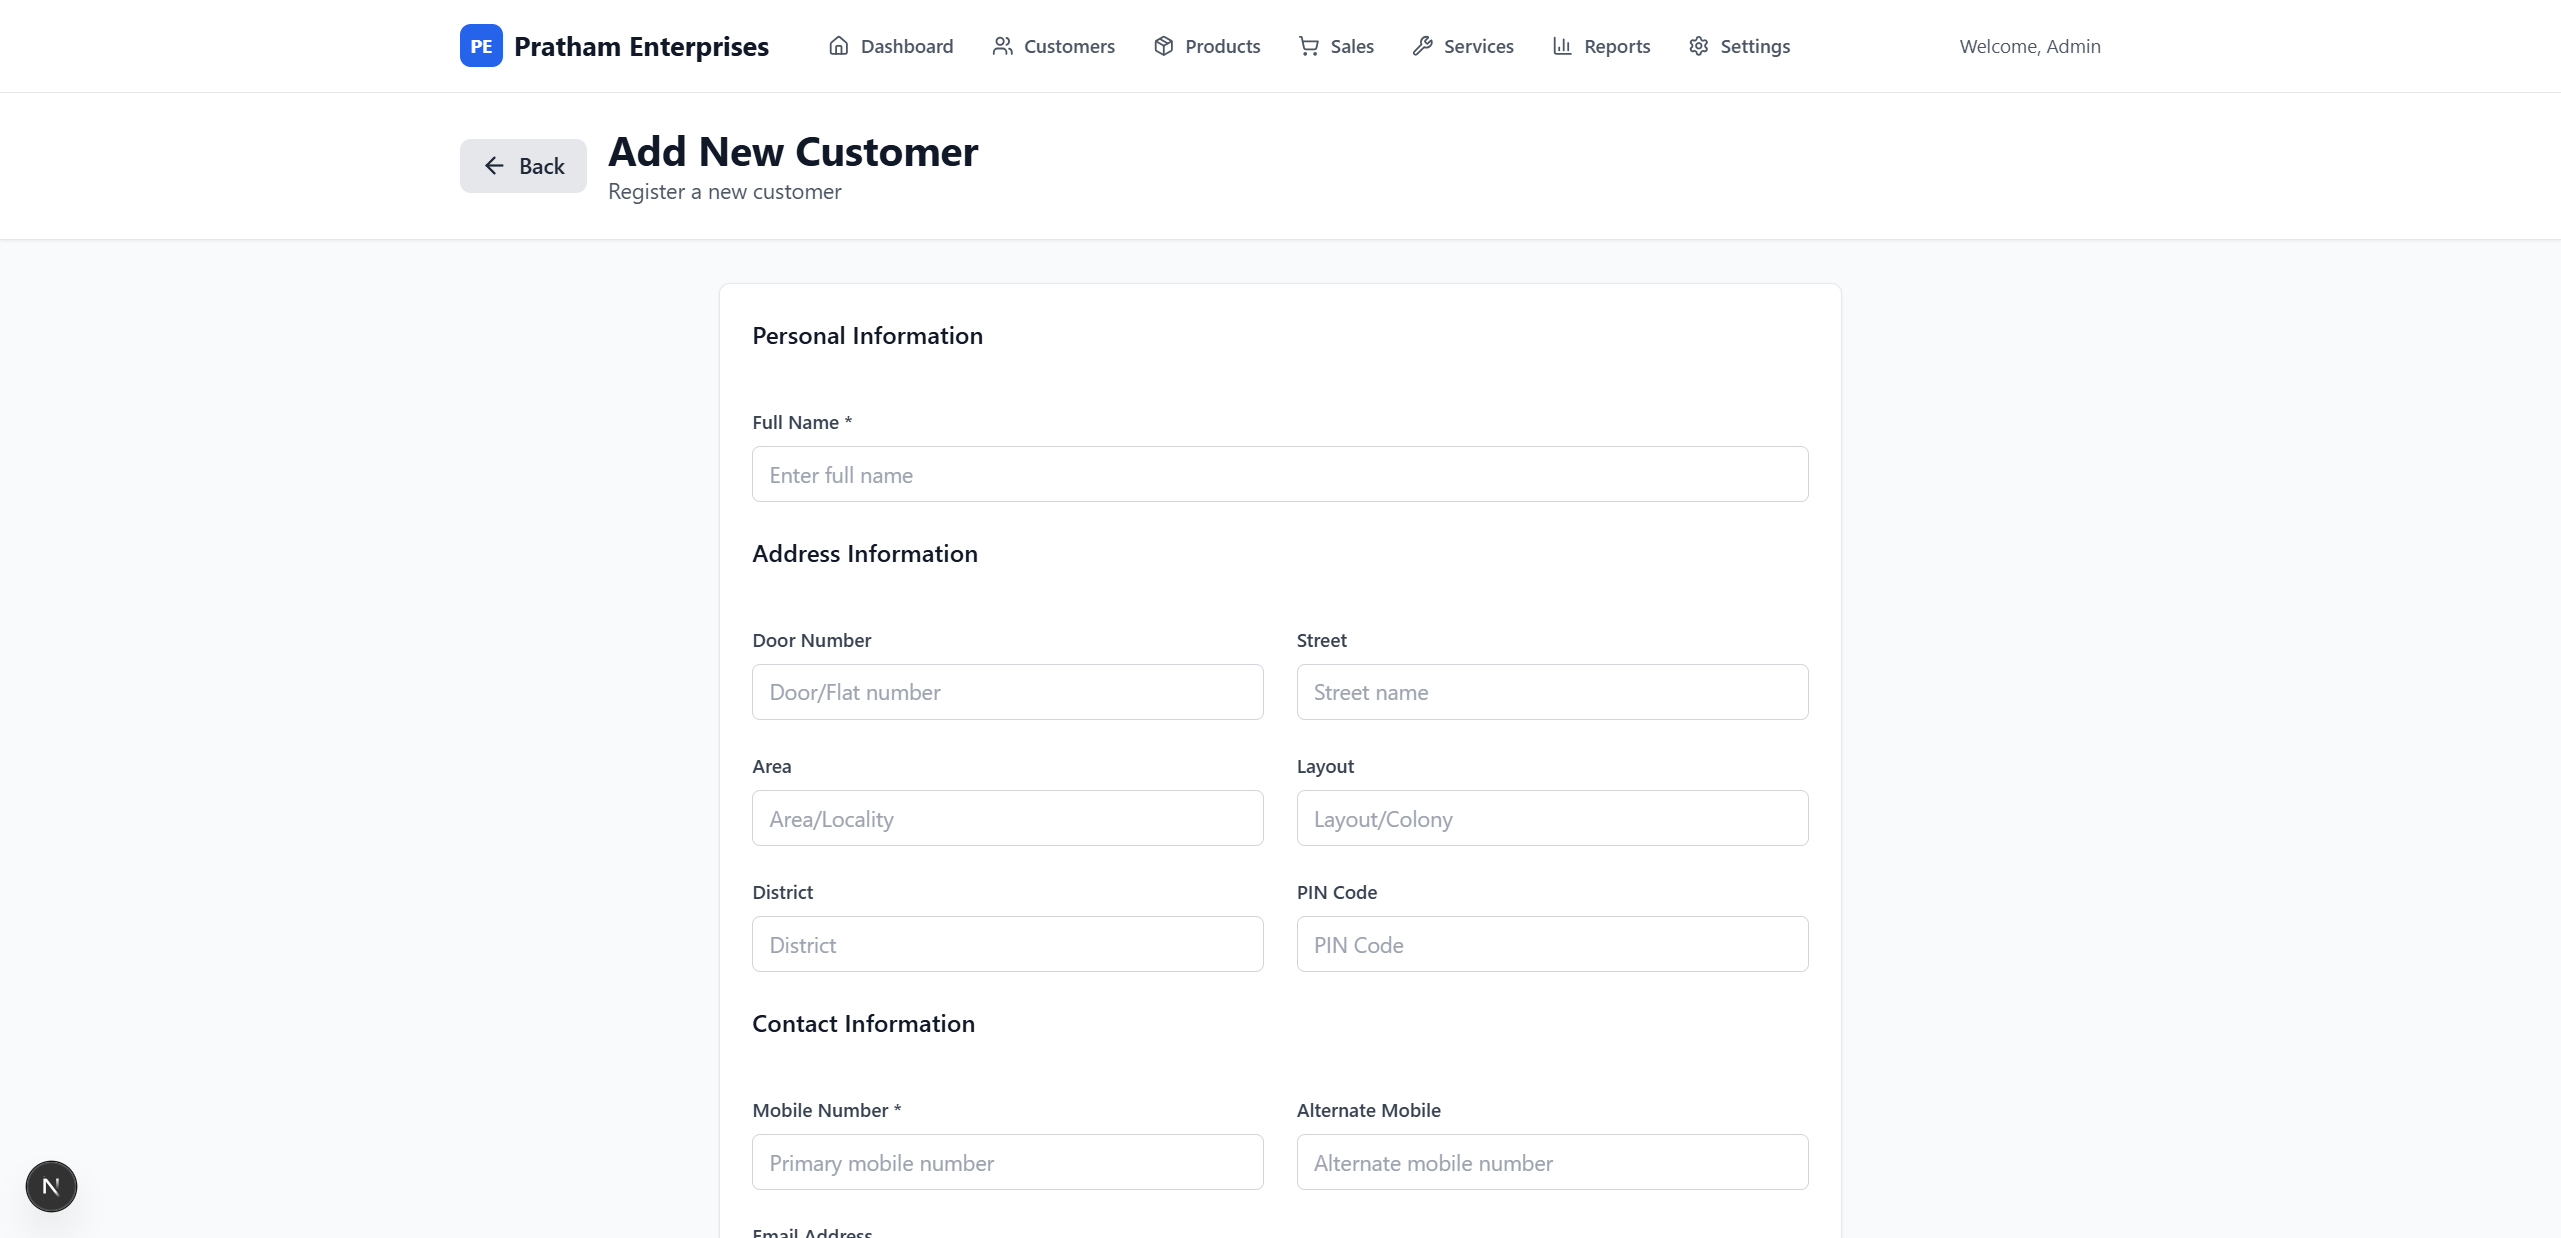 PE Pratham Enterprises Dashboard Customers Products Sales Services Reports Settings Welcome, Admin
Back
Add New Customer
Register a new customer
Personal Information
Full Name *
Enter full name
Address Information
Door Number Street
Door/Flat number Street name
Area Layout
Area/Locality Layout/Colony
District PIN Code
District PIN Code
Contact Information
Mobile Number * Alternate Mobile
Primary mobile number Alternate mobile number
N
Email Address